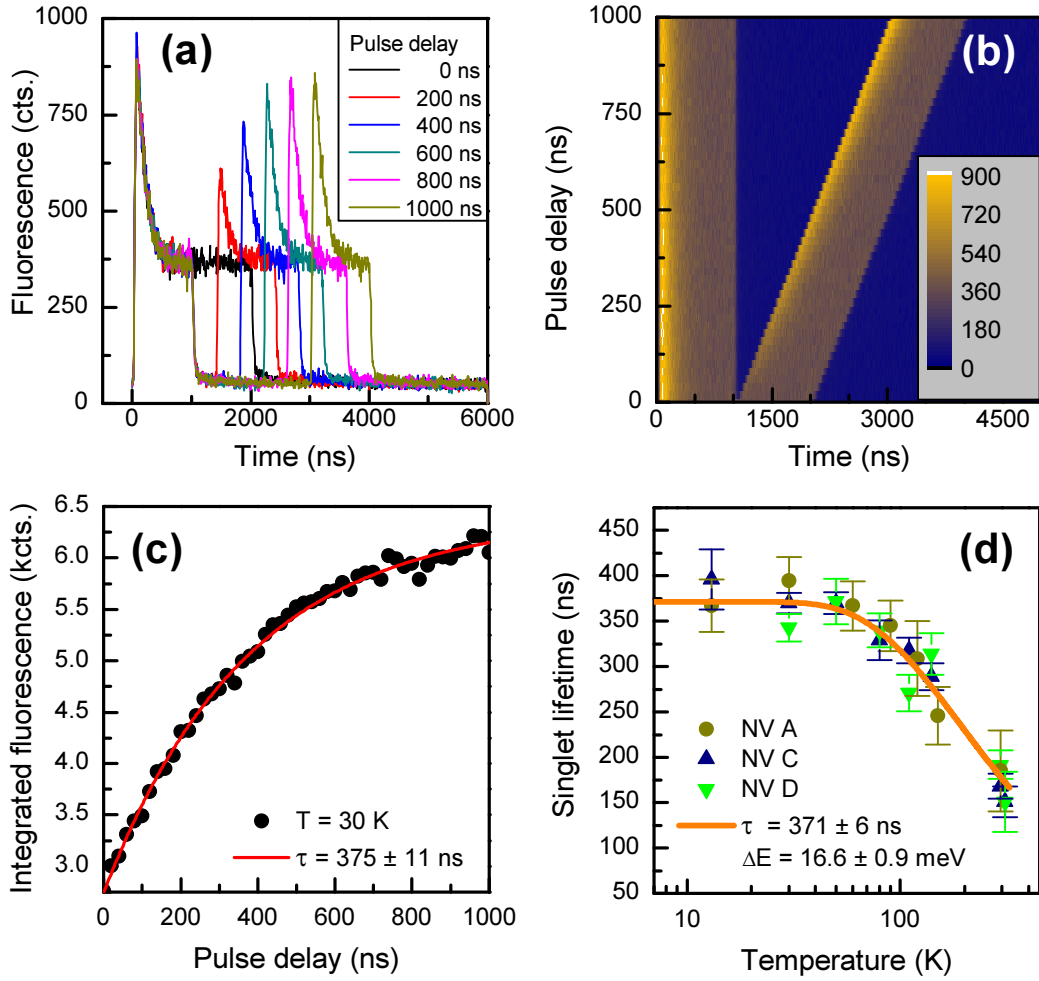 (a)
Pulse delay
0 ns
200 ns
400 ns
600 ns
800 ns
1000 ns
1000
750
500
250
0
Fluorescence (cts.)
0 2000 4000 6000
Time (ns)
(b)
1000
750
500
250
0
Pulse delay (ns)
900
720
540
360
180
0
0 1500 3000 4500
Time (ns)
(c)
6.5
6.0
5.5
5.0
4.5
4.0
3.5
3.0
Integrated fluorescence (kcts.)
T = 30 K
τ = 375 ± 11 ns
0 200 400 600 800 1000
Pulse delay (ns)
(d)
450
400
350
300
250
200
150
100
50
Singlet lifetime (ns)
NV A
NV C
NV D
τ = 371 ± 6 ns
ΔE = 16.6 ± 0.9 meV
10 100
Temperature (K)